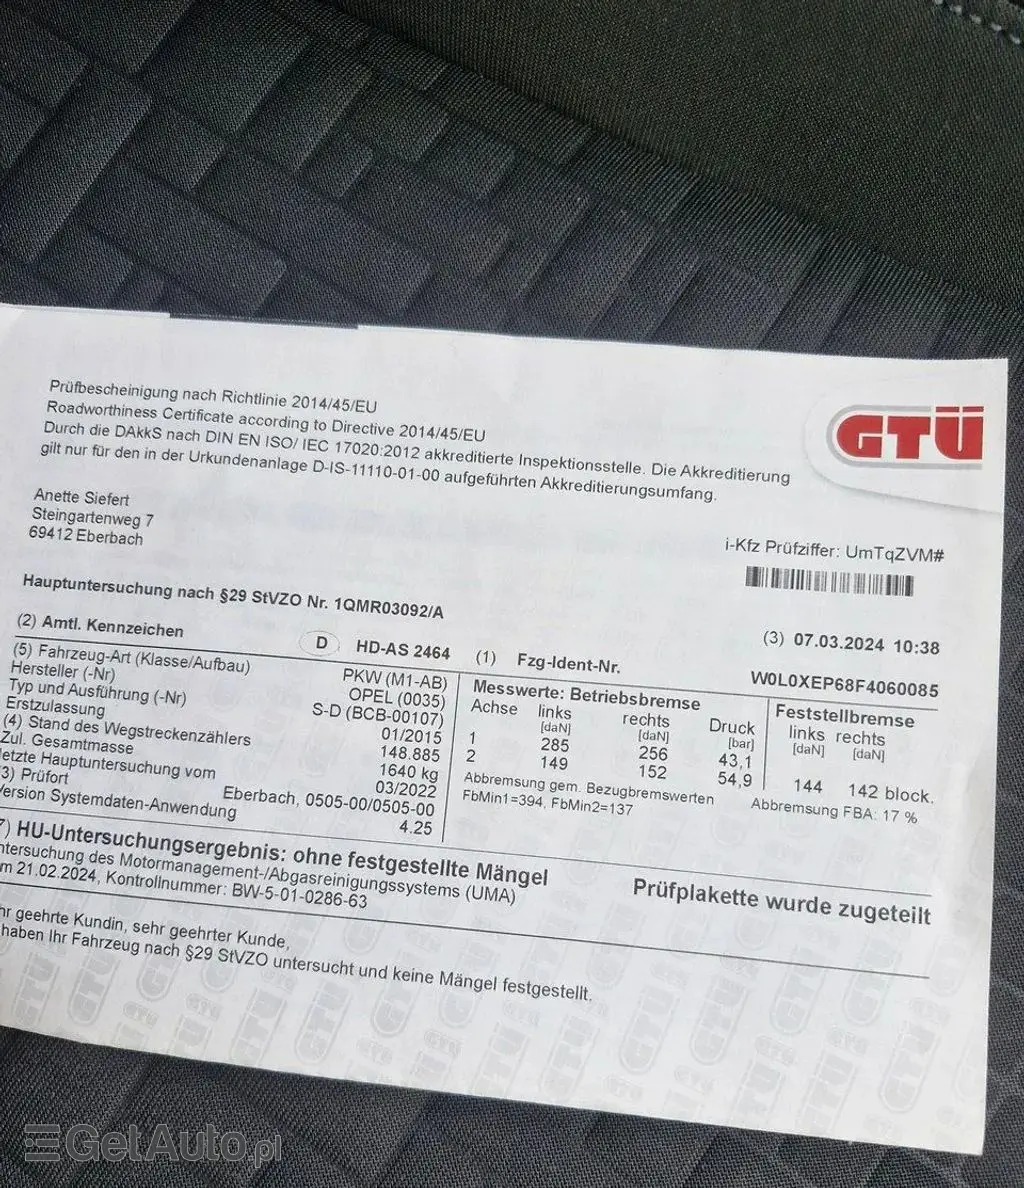 Prüfbescheinigung nach Richtlinie 2014/45/EU
Roadworthiness Certificate according to Directive 2014/45/EU
Durch die DAkkS nach DIN EN ISO/ IEC 17020:2012 akkreditierte Inspektionsstelle. Die Akkreditierung
gilt nur für den in der Urkundenanlage D-IS-11110-01-00 aufgeführten Akkreditierungsumfang.
GTÜ
Anette Siefert
Steingartenweg 7
69412 Eberbach
i-Kfz Prüfziffer: UmTqZVM#
Hauptuntersuchung nach §29 StVZO Nr. 1QMR03092/A
(3) 07.03.2024 10:38
(2) Amtl. Kennzeichen D HD-AS 2464 (1) Fzg-Ident-Nr. W0L0XEP68F4060085
(5) Fahrzeug-Art (Klasse/Aufbau) PKW (M1-AB)
Hersteller (-Nr) OPEL (0035)
Typ und Ausführung (-Nr) S-D (BCB-00107)
Erstzulassung 01/2015
(4) Stand des Wegstreckenzählers 148.885
Zul. Gesamtmasse 1640 kg
letzte Hauptuntersuchung vom 03/2022
3) Prüfort Eberbach, 0505-00/0505-00
Version Systemdaten-Anwendung 4.25
Messwerte: Betriebsbremse Feststellbremse
Achse links rechts Druck links rechts
[daN] [daN] [bar] [daN] [daN]
1 285 256 43,1
2 149 152 54,9 144 142 block.
Abbremsung gem. Bezugbremswerten Abbremsung FBA: 17 %
FbMin1=394, FbMin2=137
7) HU-Untersuchungsergebnis: ohne festgestellte Mängel Prüfplakette wurde zugeteilt
ntersuchung des Motormanagement-/Abgasreinigungssystems (UMA)
m 21.02.2024, Kontrollnummer: BW-5-01-0286-63
hr geehrte Kundin, sehr geehrter Kunde,
haben Ihr Fahrzeug nach §29 StVZO untersucht und keine Mängel festgestellt.
GetAuto.pl